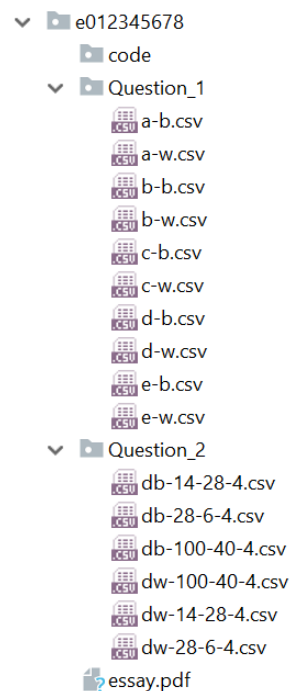 e012345678
code
Question_1
a-b.csv
a-w.csv
b-b.csv
b-w.csv
c-b.csv
c-w.csv
d-b.csv
d-w.csv
e-b.csv
e-w.csv
Question_2
db-14-28-4.csv
db-28-6-4.csv
db-100-40-4.csv
dw-100-40-4.csv
dw-14-28-4.csv
dw-28-6-4.csv
essay.pdf